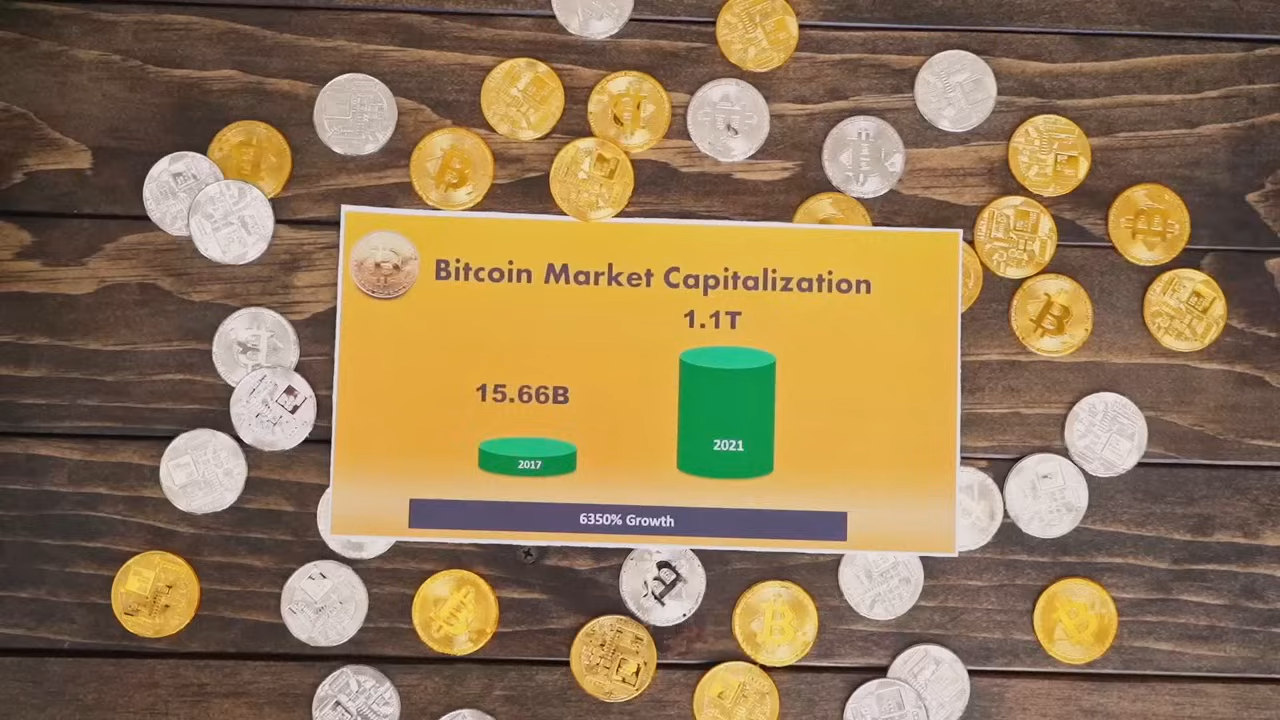 Bitcoin Market Capitalization
1.1T
15.66B
2021
2017
6350% Growth